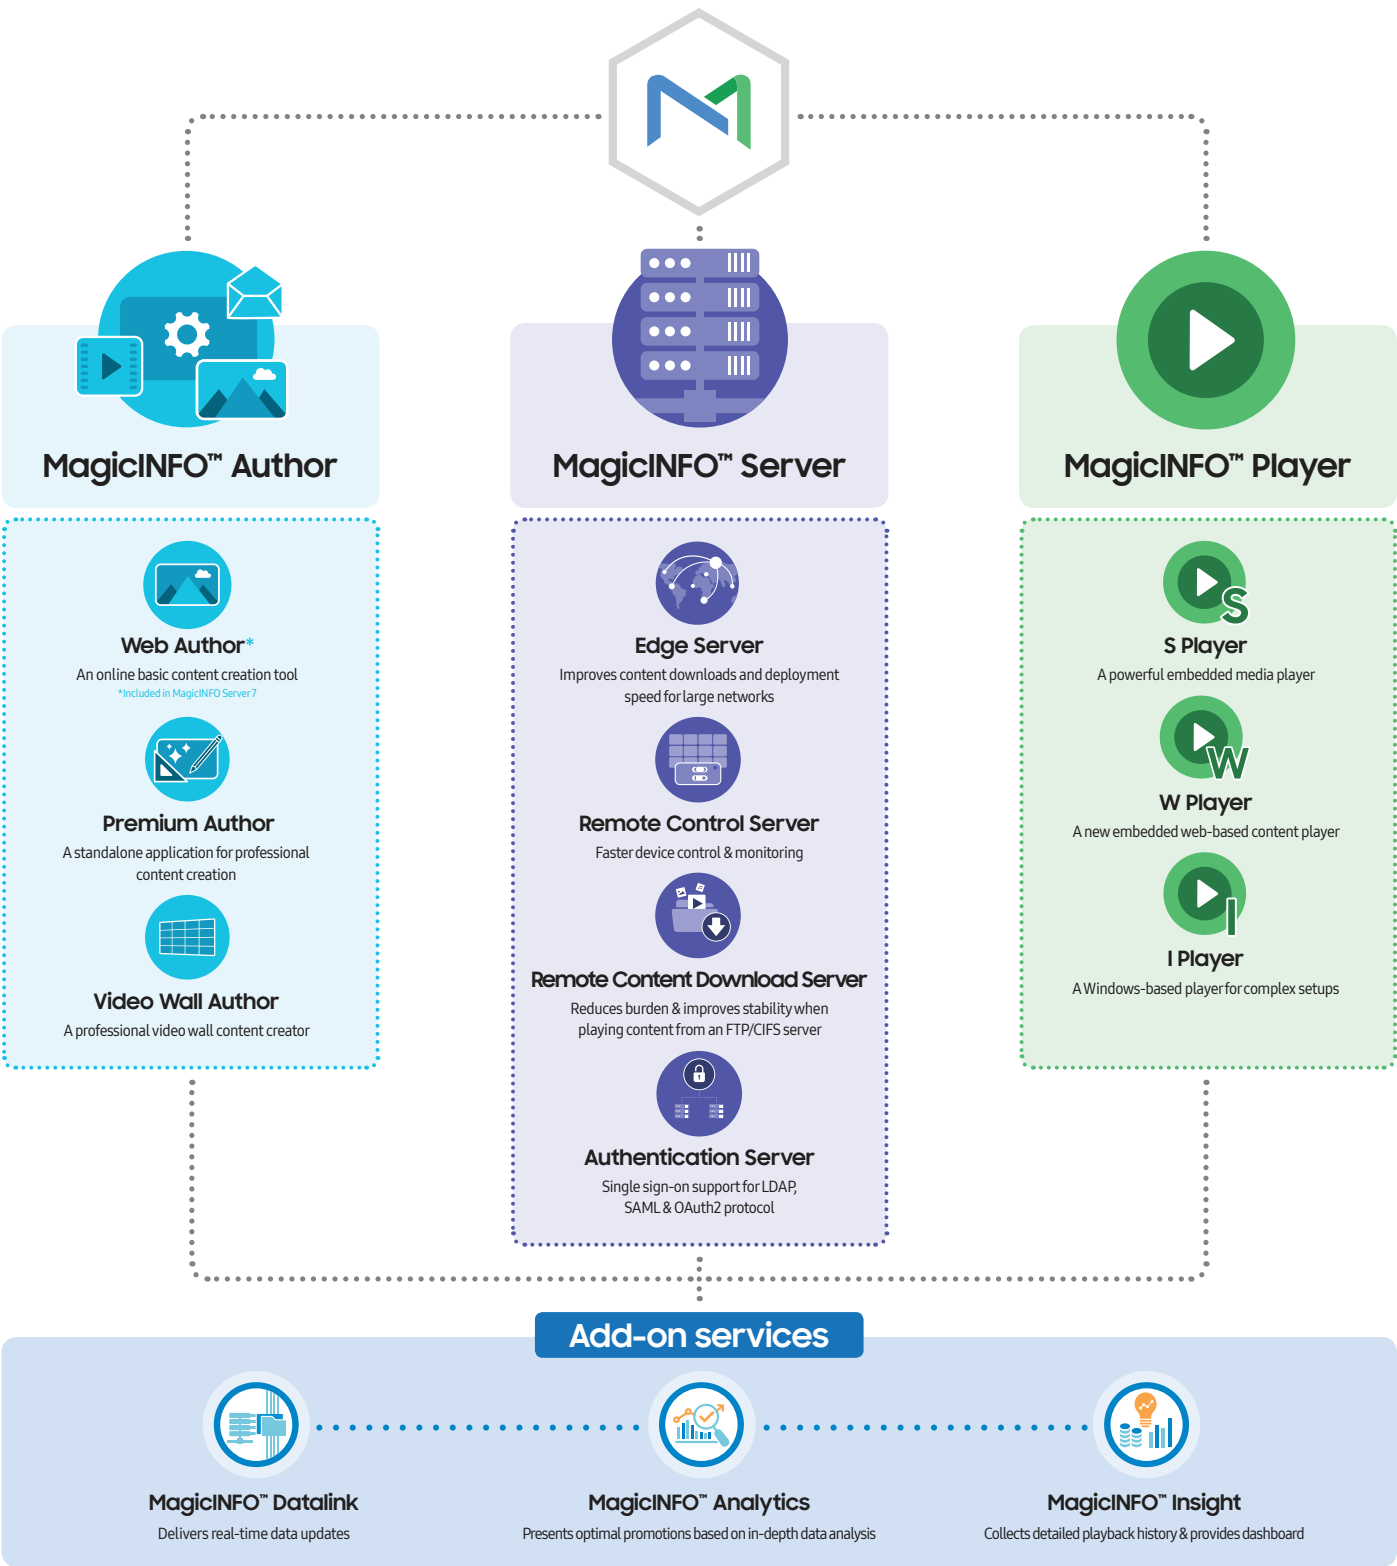 MagicINFO™ Author
Web Author*
An online basic content creation tool
*Included in MagicINFO Server 7
Premium Author
A standalone application for professional
content creation
Video Wall Author
A professional video wall content creator
MagicINFO™ Server
Edge Server
Improves content downloads and deployment
speed for large networks
Remote Control Server
Faster device control & monitoring
Remote Content Download Server
Reduces burden & improves stability when
playing content from an FTP/CIFS server
Authentication Server
Single sign-on support for LDAP,
SAML & OAuth2 protocol
MagicINFO™ Player
S
S Player
A powerful embedded media player
W
W Player
A new embedded web-based content player
I
I Player
A Windows-based player for complex setups
Add-on services
MagicINFO™ Datalink
Delivers real-time data updates
MagicINFO™ Analytics
Presents optimal promotions based on in-depth data analysis
MagicINFO™ Insight
Collects detailed playback history & provides dashboard